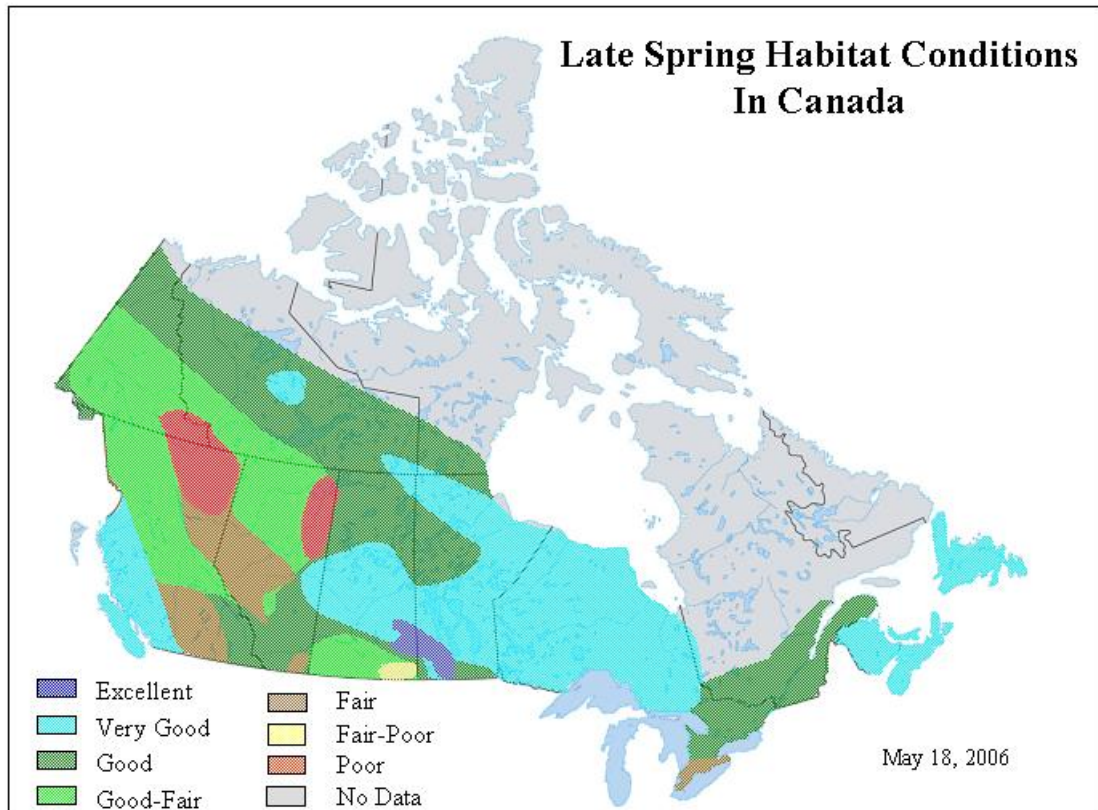 Late Spring Habitat Conditions
In Canada
Excellent
Very Good
Good
Good-Fair
Fair
Fair-Poor
Poor
No Data
May 18, 2006